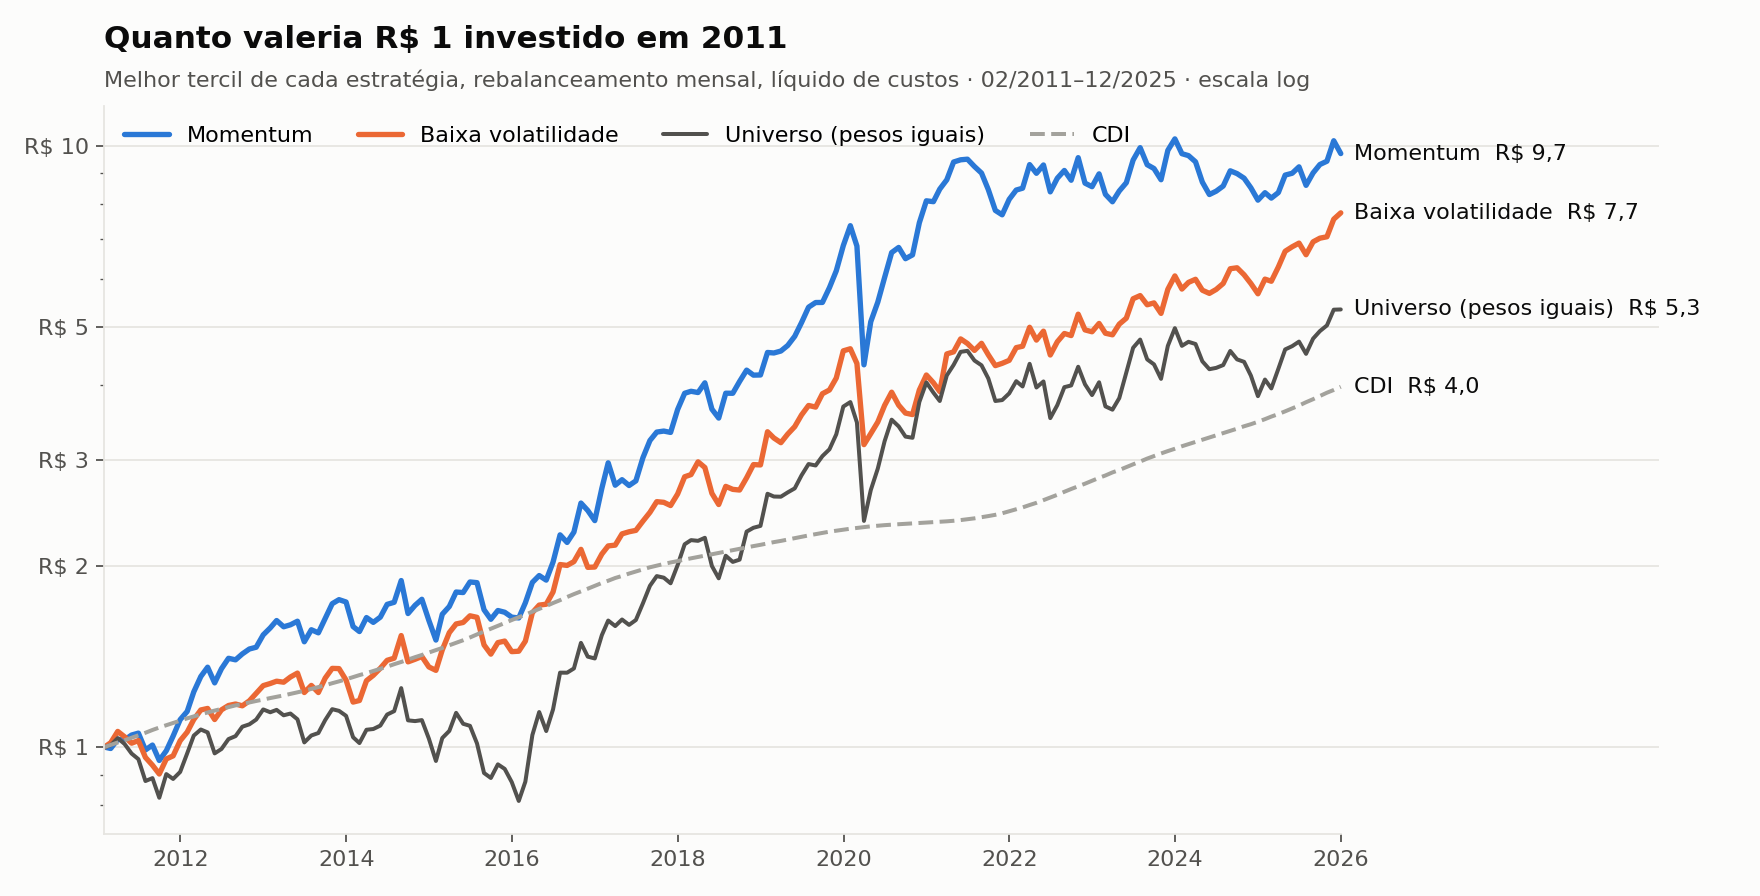 Quanto valeria R$ 1 investido em 2011
Melhor tercil de cada estratégia, rebalanceamento mensal, líquido de custos · 02/2011–12/2025 · escala log
Momentum Baixa volatilidade Universo (pesos iguais) CDI
R$ 10
Momentum R$ 9,7
Baixa volatilidade R$ 7,7
Universo (pesos iguais) R$ 5,3
R$ 5
CDI R$ 4,0
R$ 3
R$ 2
R$ 1
2012 2014 2016 2018 2020 2022 2024 2026